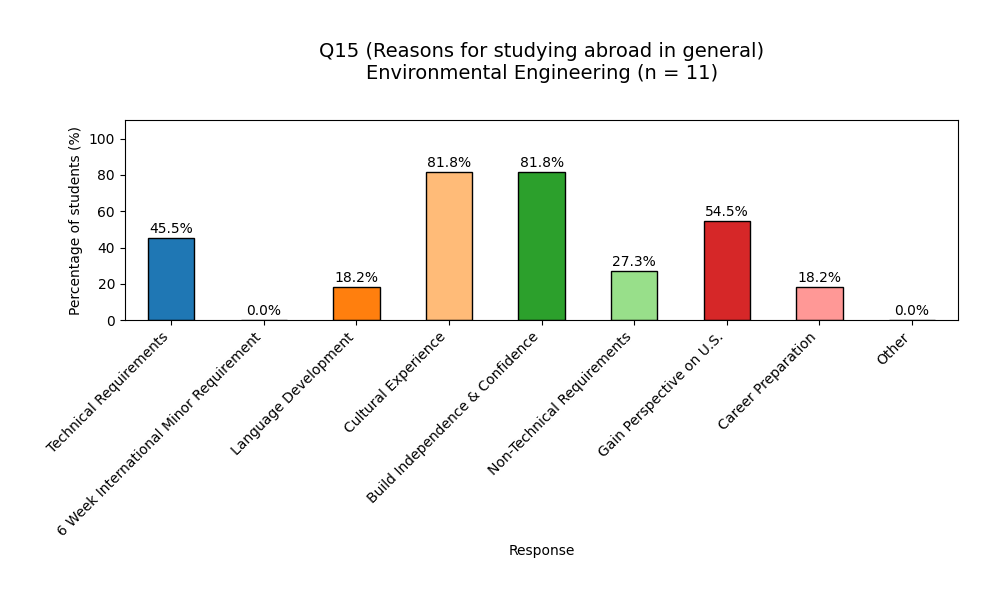 Q15 (Reasons for studying abroad in general)
Environmental Engineering (n = 11)
Percentage of students (%)
100
80
60
40
20
0
45.5%
0.0%
18.2%
81.8%
81.8%
27.3%
54.5%
18.2%
0.0%
Technical Requirements
6 Week International Minor Requirement
Language Development
Cultural Experience
Build Independence & Confidence
Non-Technical Requirements
Gain Perspective on U.S.
Career Preparation
Other
Response